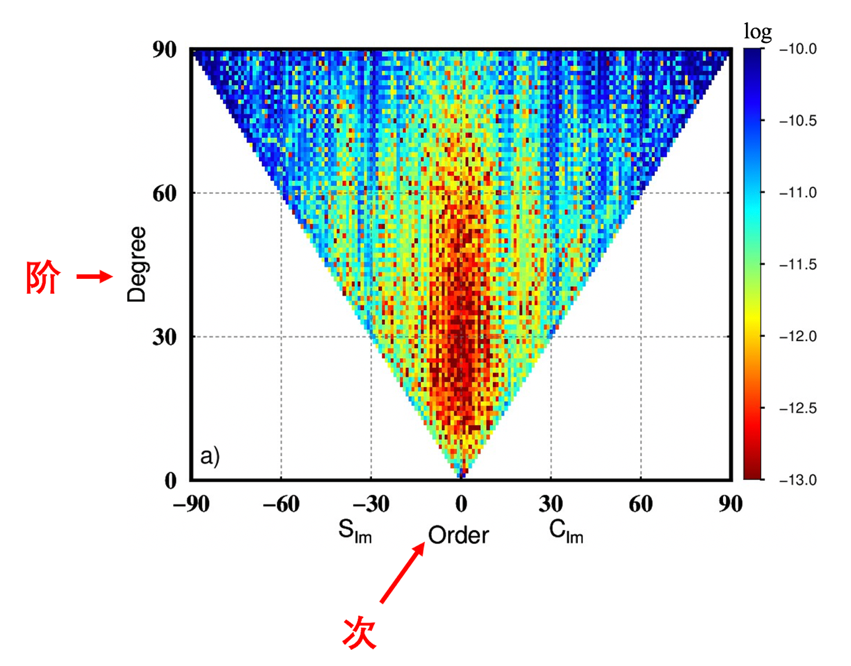 log
90
60
30
0
Degree
阶
a)
−90 −60 −30 0 30 60 90
Slm Order Clm
次
−10.0
−10.5
−11.0
−11.5
−12.0
−12.5
−13.0